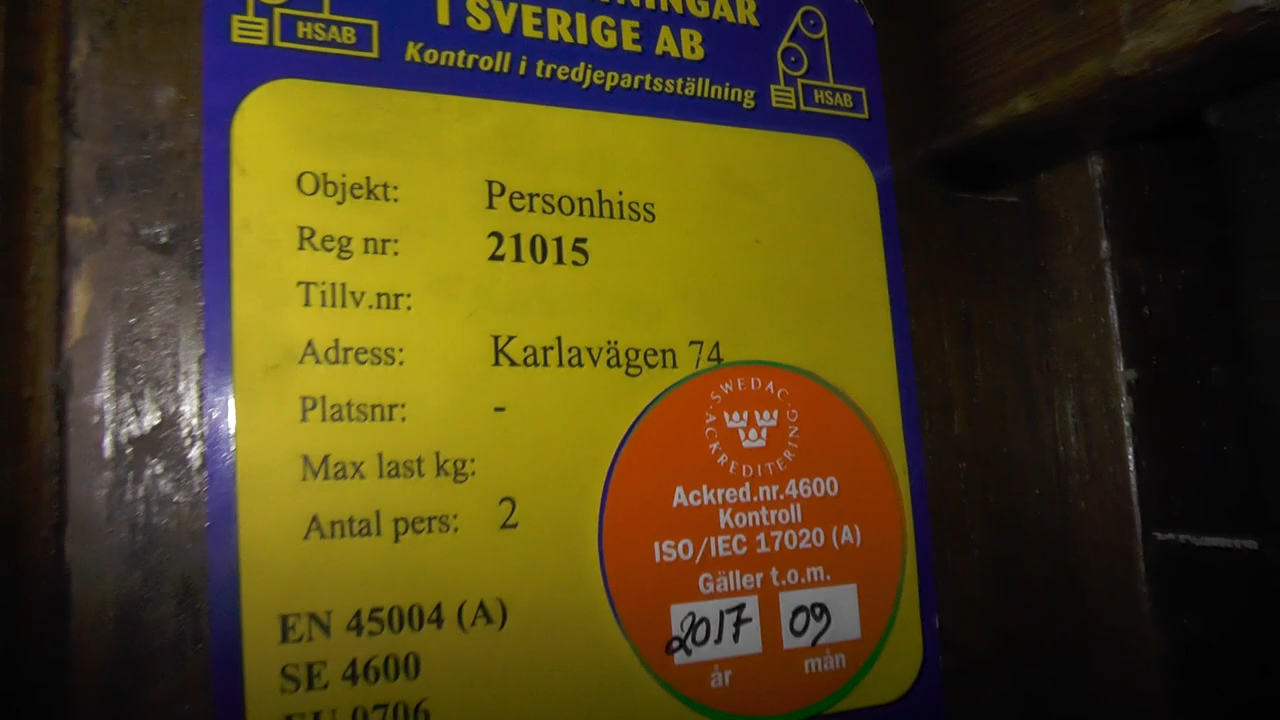 I SVERIGE AB
Kontroll i tredjepartsställning
HSAB
HSAB
Objekt: Personhiss
Reg nr: 21015
Tillv.nr:
Adress: Karlavägen 74
Platsnr: -
Max last kg:
Antal pers: 2
EN 45004 (A)
SE 4600
EU 0706
· SWEDAC ·
ACKREDITERING
Ackred.nr.4600
Kontroll
ISO/IEC 17020 (A)
Gäller t.o.m.
2017 09
år mån